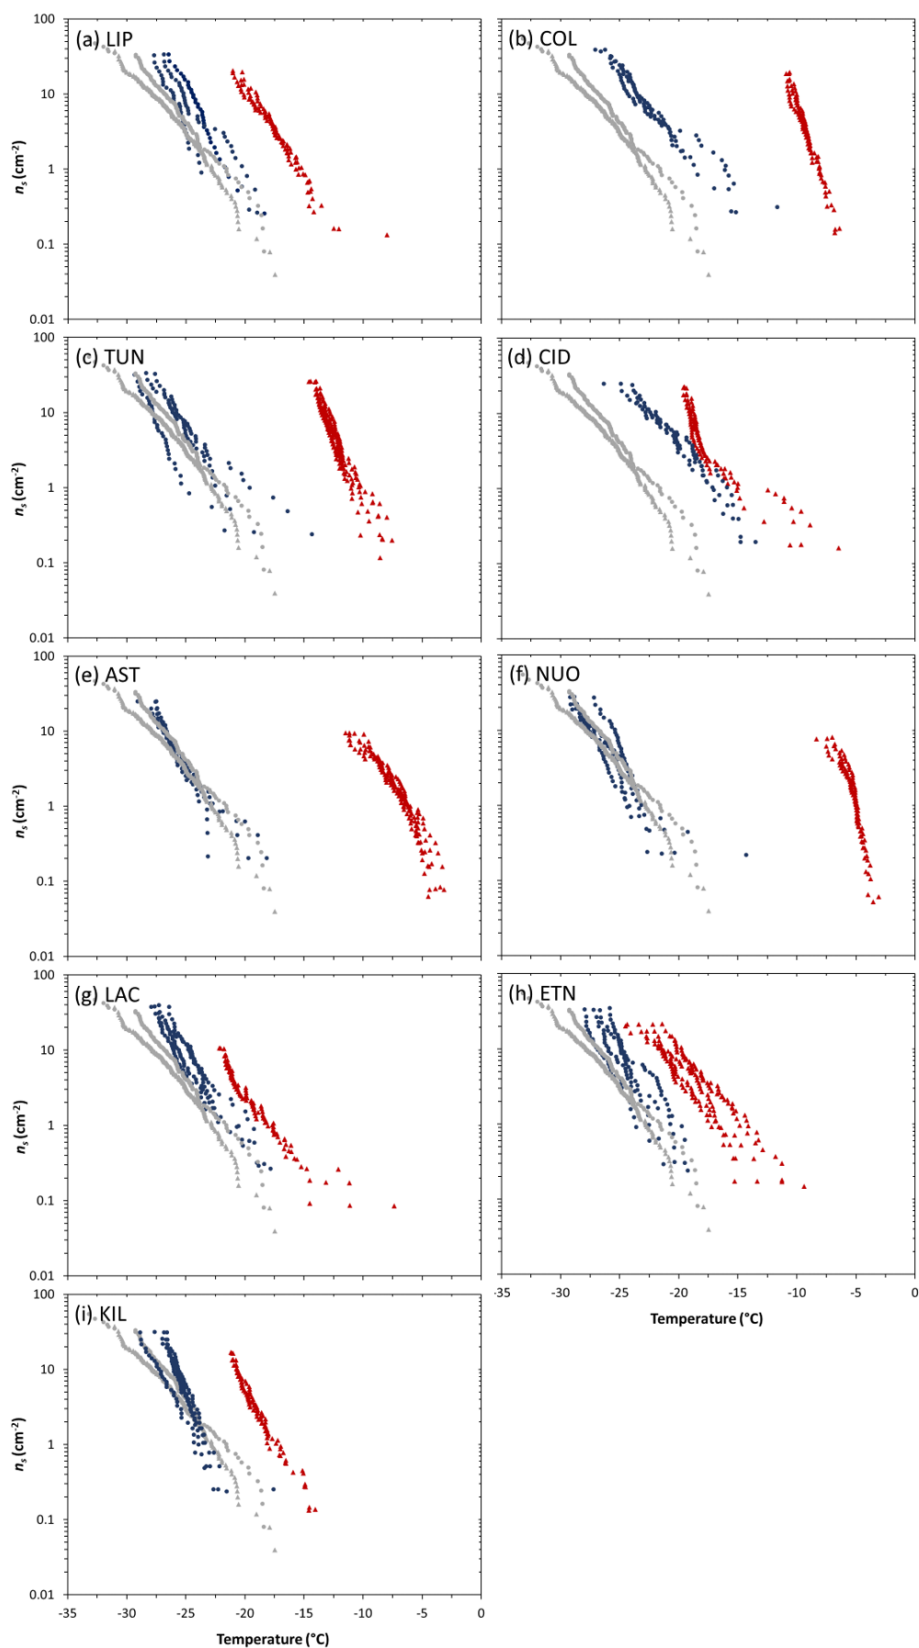 (a) LIP
(b) COL
100
10
1
0.1
0.01
nₛ (cm⁻²)
(c) TUN
(d) CID
100
10
1
0.1
0.01
nₛ (cm⁻²)
(e) AST
(f) NUO
100
10
1
0.1
0.01
nₛ (cm⁻²)
(g) LAC
(h) ETN
100
10
1
0.1
0.01
nₛ (cm⁻²)
-35 -30 -25 -20 -15 -10 -5 0
Temperature (°C)
(i) KIL
100
10
1
0.1
0.01
nₛ (cm⁻²)
-35 -30 -25 -20 -15 -10 -5 0
Temperature (°C)